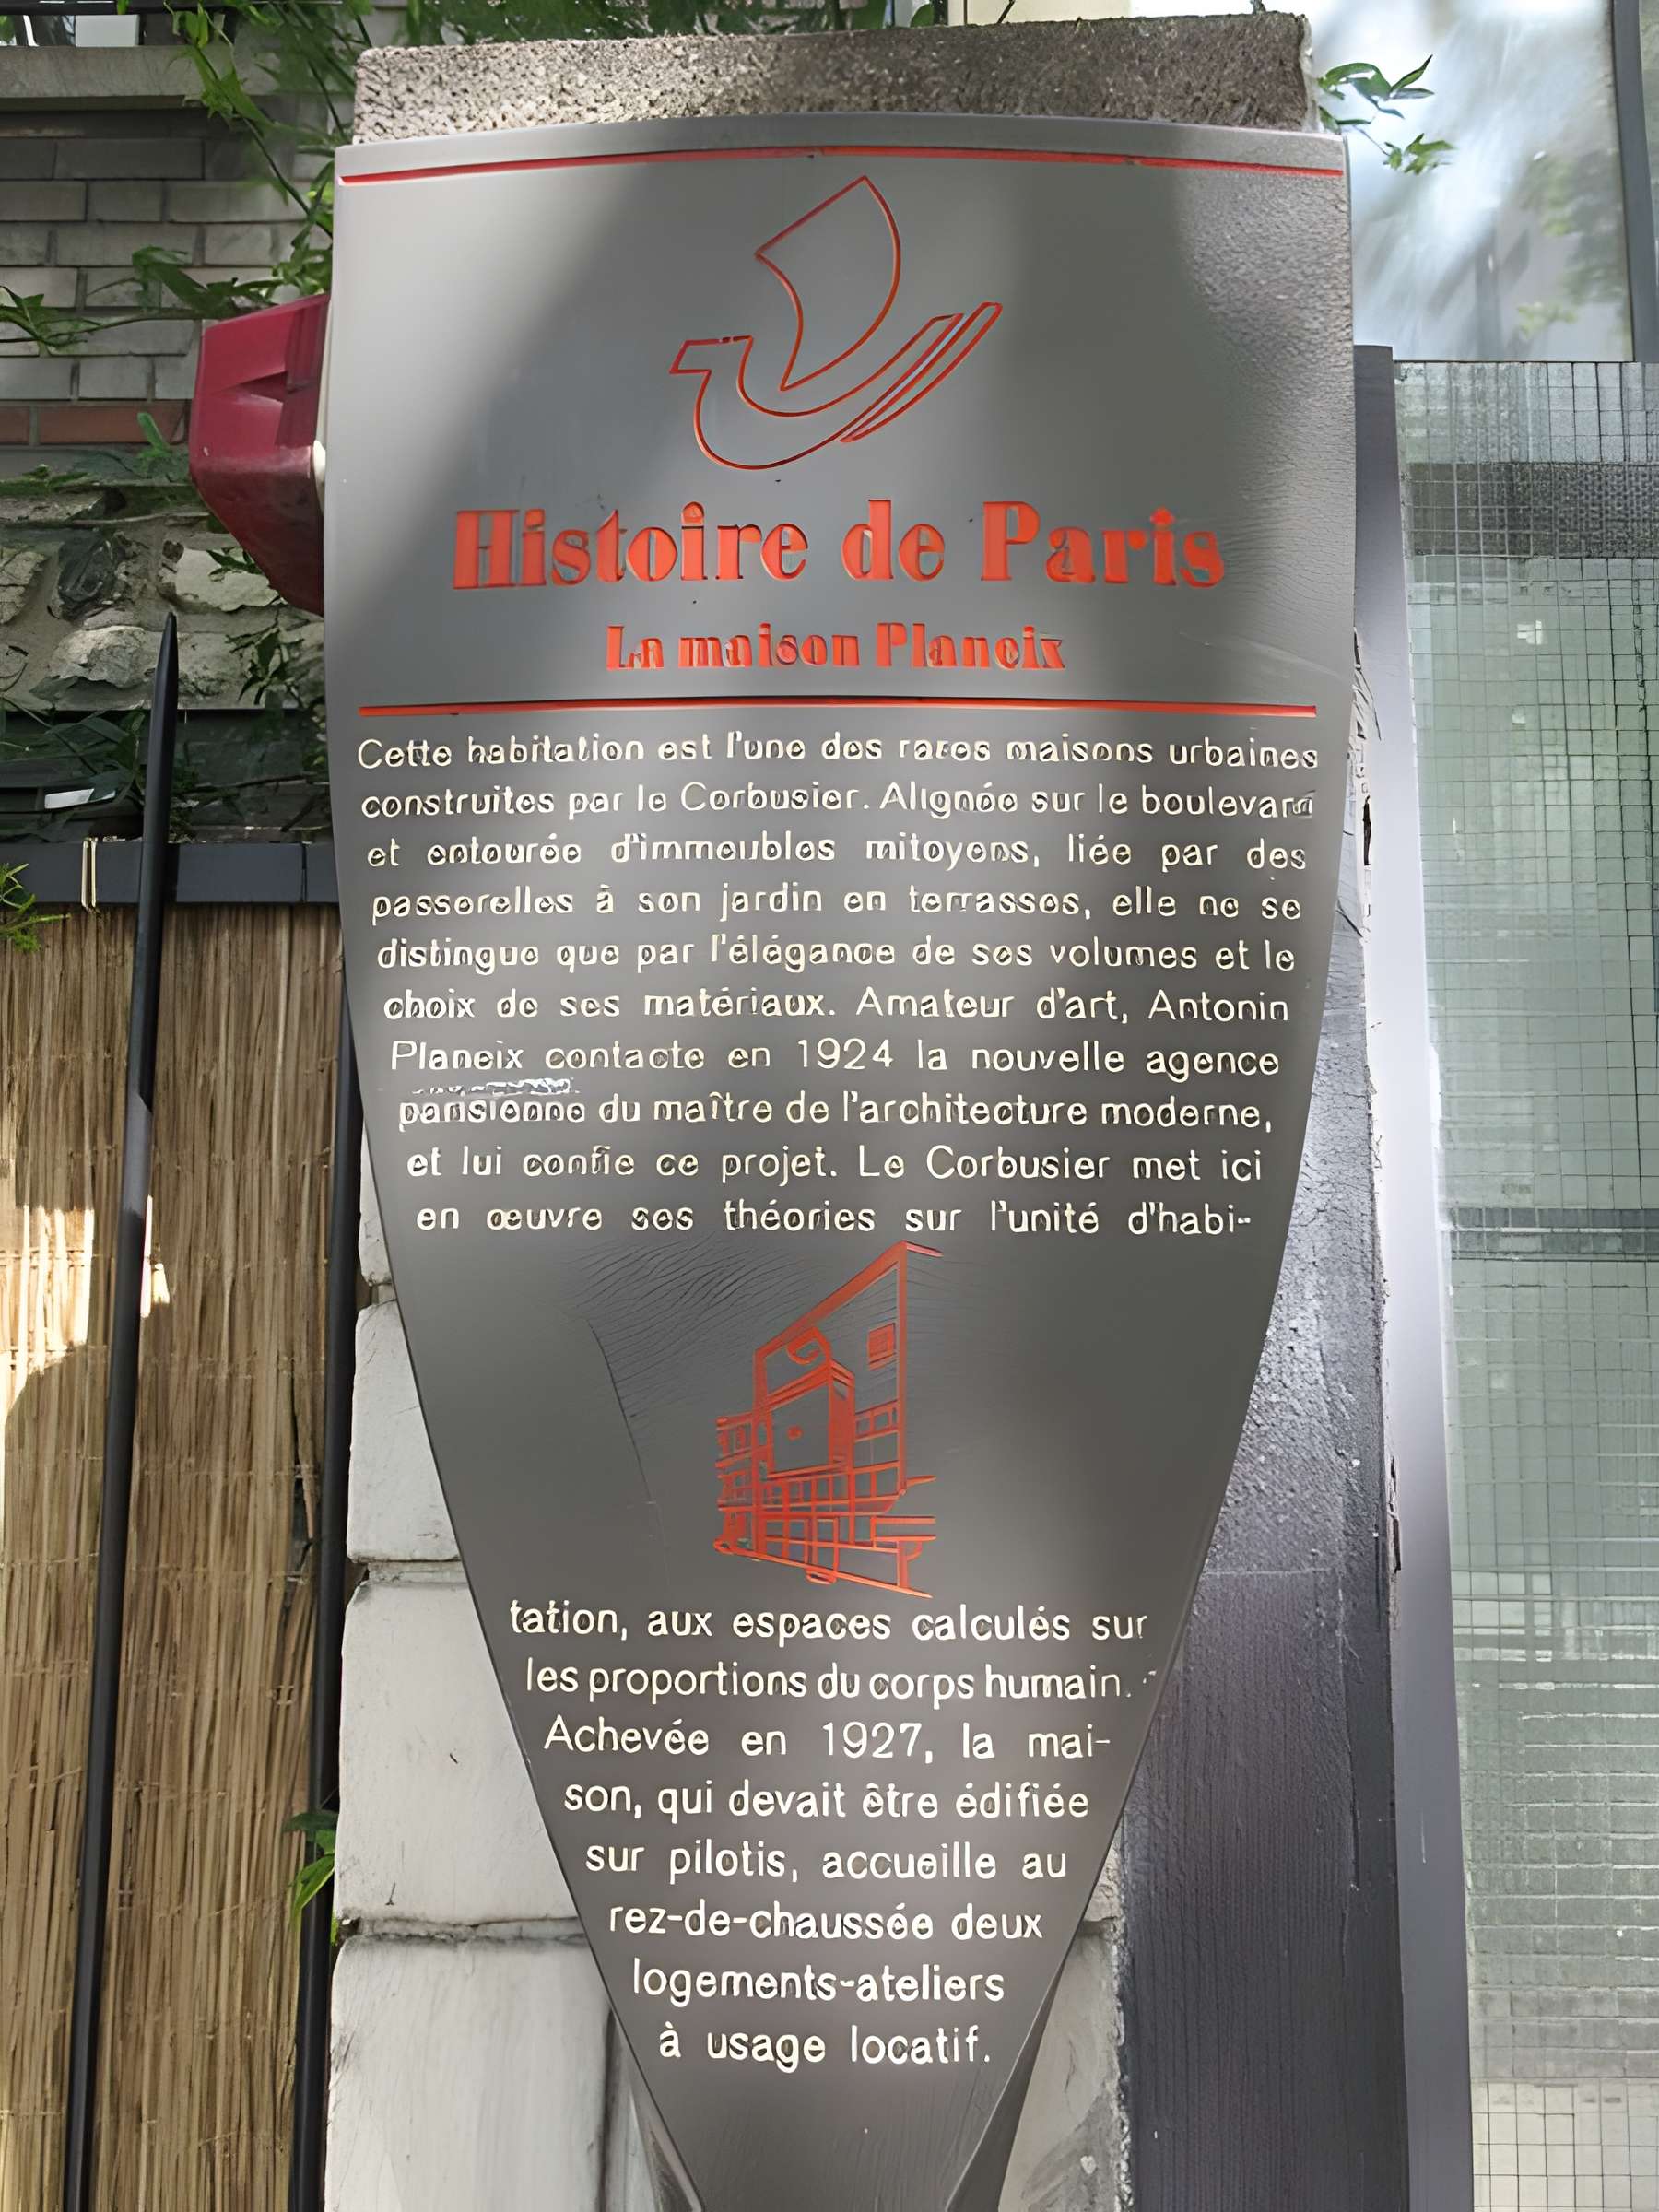 Histoire de Paris
La maison Planeix
Cette habitation est l'une des rares maisons urbaines
construites par le Corbusier. Alignée sur le boulevard
et entourée d'immeubles mitoyens, liée par des
passerelles à son jardin en terrasses, elle ne se
distingue que par l'élégance de ses volumes et le
choix de ses matériaux. Amateur d'art, Antonin
Planeix contacte en 1924 la nouvelle agence
parisienne du maître de l'architecture moderne,
et lui confie ce projet. Le Corbusier met ici
en œuvre ses théories sur l'unité d'habi-
tation, aux espaces calculés sur
les proportions du corps humain.
Achevée en 1927, la mai-
son, qui devait être édifiée
sur pilotis, accueille au
rez-de-chaussée deux
logements-ateliers
à usage locatif.